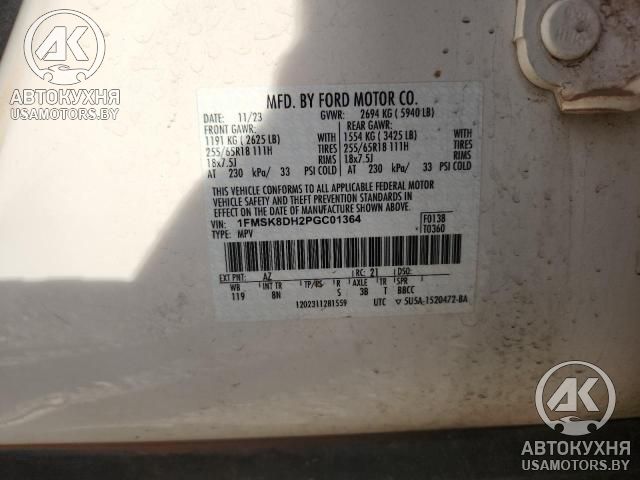 АК
АВТОКУХНЯ
USAMOTORS.BY
MFD. BY FORD MOTOR CO.
DATE: 11/23 GVWR: 2694 KG ( 5940 LB)
FRONT GAWR: REAR GAWR:
1191 KG ( 2625 LB) WITH 1554 KG ( 3425 LB) WITH
255/65R18 111H TIRES 255/65R18 111H TIRES
18x7.5J RIMS 18x7.5J RIMS
AT 230 kPa/ 33 PSI COLD AT 230 kPa/ 33 PSI COLD
THIS VEHICLE CONFORMS TO ALL APPLICABLE FEDERAL MOTOR
VEHICLE SAFETY AND THEFT PREVENTION STANDARDS IN EFFECT ON
THE DATE OF MANUFACTURE SHOWN ABOVE.
VIN: 1FMSK8DH2PGC01364 F0138
TYPE: MPV T0360
EXT PNT: AZ RC: 21 DSO:
WB INT TR TP/PS R AXLE TR SPR
119 8N S 3B T BBCC
1202311281559 UTC SU5A-1520472-BA
АК
АВТОКУХНЯ
USAMOTORS.BY